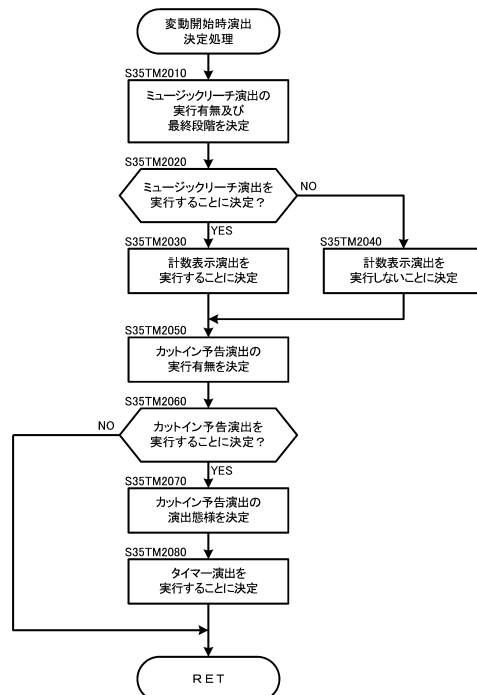 変動開始時演出
決定処理
S35TM2010
ミュージックリーチ演出の
実行有無及び
最終段階を決定
S35TM2020
ミュージックリーチ演出を
実行することに決定?
NO
YES
S35TM2030
計数表示演出を
実行することに決定
S35TM2040
計数表示演出を
実行しないことに決定
S35TM2050
カットイン予告演出の
実行有無を決定
S35TM2060
カットイン予告演出を
実行することに決定?
NO
YES
S35TM2070
カットイン予告演出の
演出態様を決定
S35TM2080
タイマー演出を
実行することに決定
RET